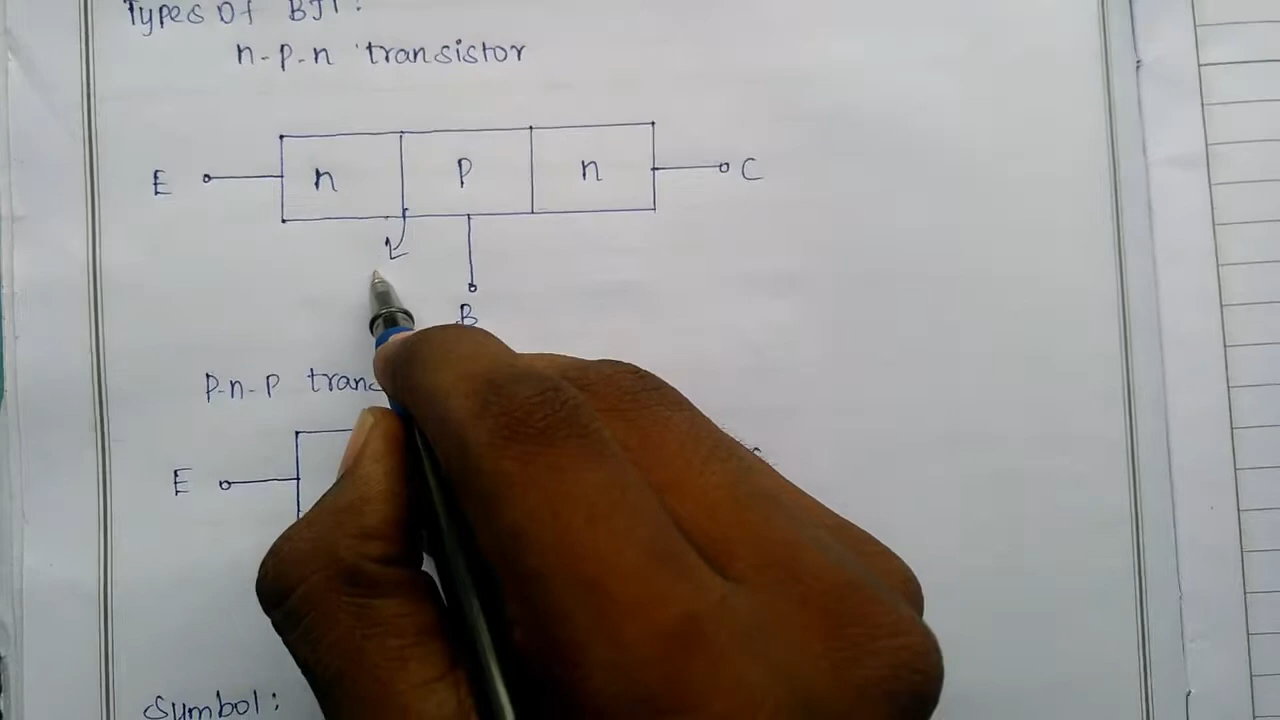 Types Of BJT:
n-p-n transistor
E n p n C
B
p-n-p
E
Symbol: